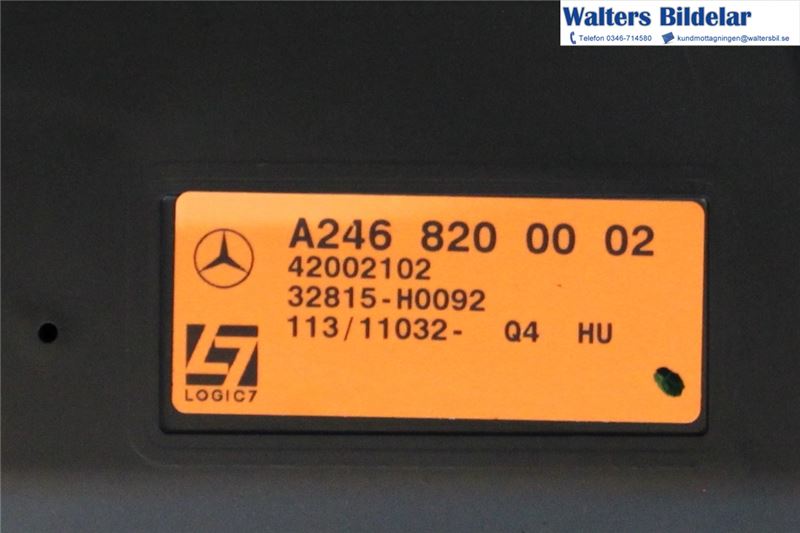 Walters Bildelar
Telefon 0346-714580 kundmottagningen@waltersbil.se
A246 820 00 02
42002102
32815-H0092
113/11032- Q4 HU
L7
LOGIC7